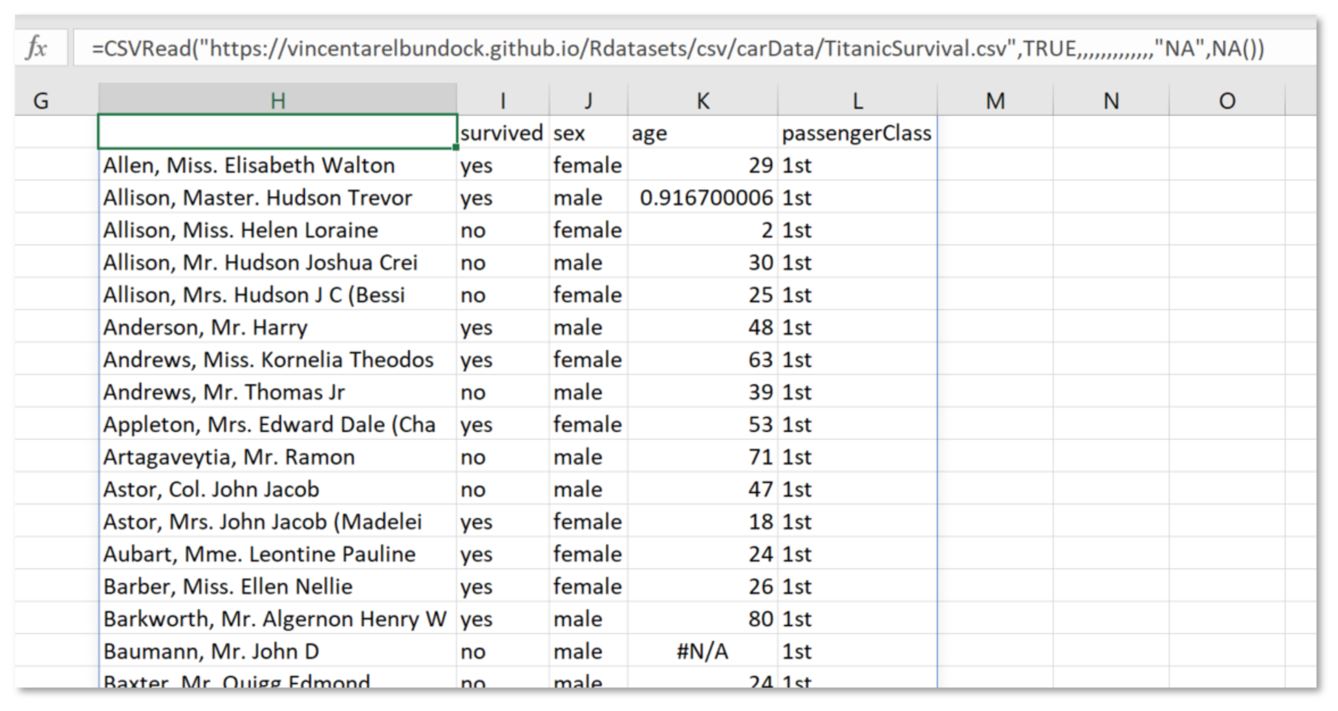 fx =CSVRead("https://vincentarelbundock.github.io/Rdatasets/csv/carData/TitanicSurvival.csv",TRUE,,,,,,,,,,,,,"NA",NA())
G H I J K L M N O
survived sex age passengerClass
Allen, Miss. Elisabeth Walton yes female 29 1st
Allison, Master. Hudson Trevor yes male 0.916700006 1st
Allison, Miss. Helen Loraine no female 2 1st
Allison, Mr. Hudson Joshua Crei no male 30 1st
Allison, Mrs. Hudson J C (Bessi no female 25 1st
Anderson, Mr. Harry yes male 48 1st
Andrews, Miss. Kornelia Theodos yes female 63 1st
Andrews, Mr. Thomas Jr no male 39 1st
Appleton, Mrs. Edward Dale (Cha yes female 53 1st
Artagaveytia, Mr. Ramon no male 71 1st
Astor, Col. John Jacob no male 47 1st
Astor, Mrs. John Jacob (Madelei yes female 18 1st
Aubart, Mme. Leontine Pauline yes female 24 1st
Barber, Miss. Ellen Nellie yes female 26 1st
Barkworth, Mr. Algernon Henry W yes male 80 1st
Baumann, Mr. John D no male #N/A 1st
Baxter, Mr. Quigg Edmond no male 24 1st